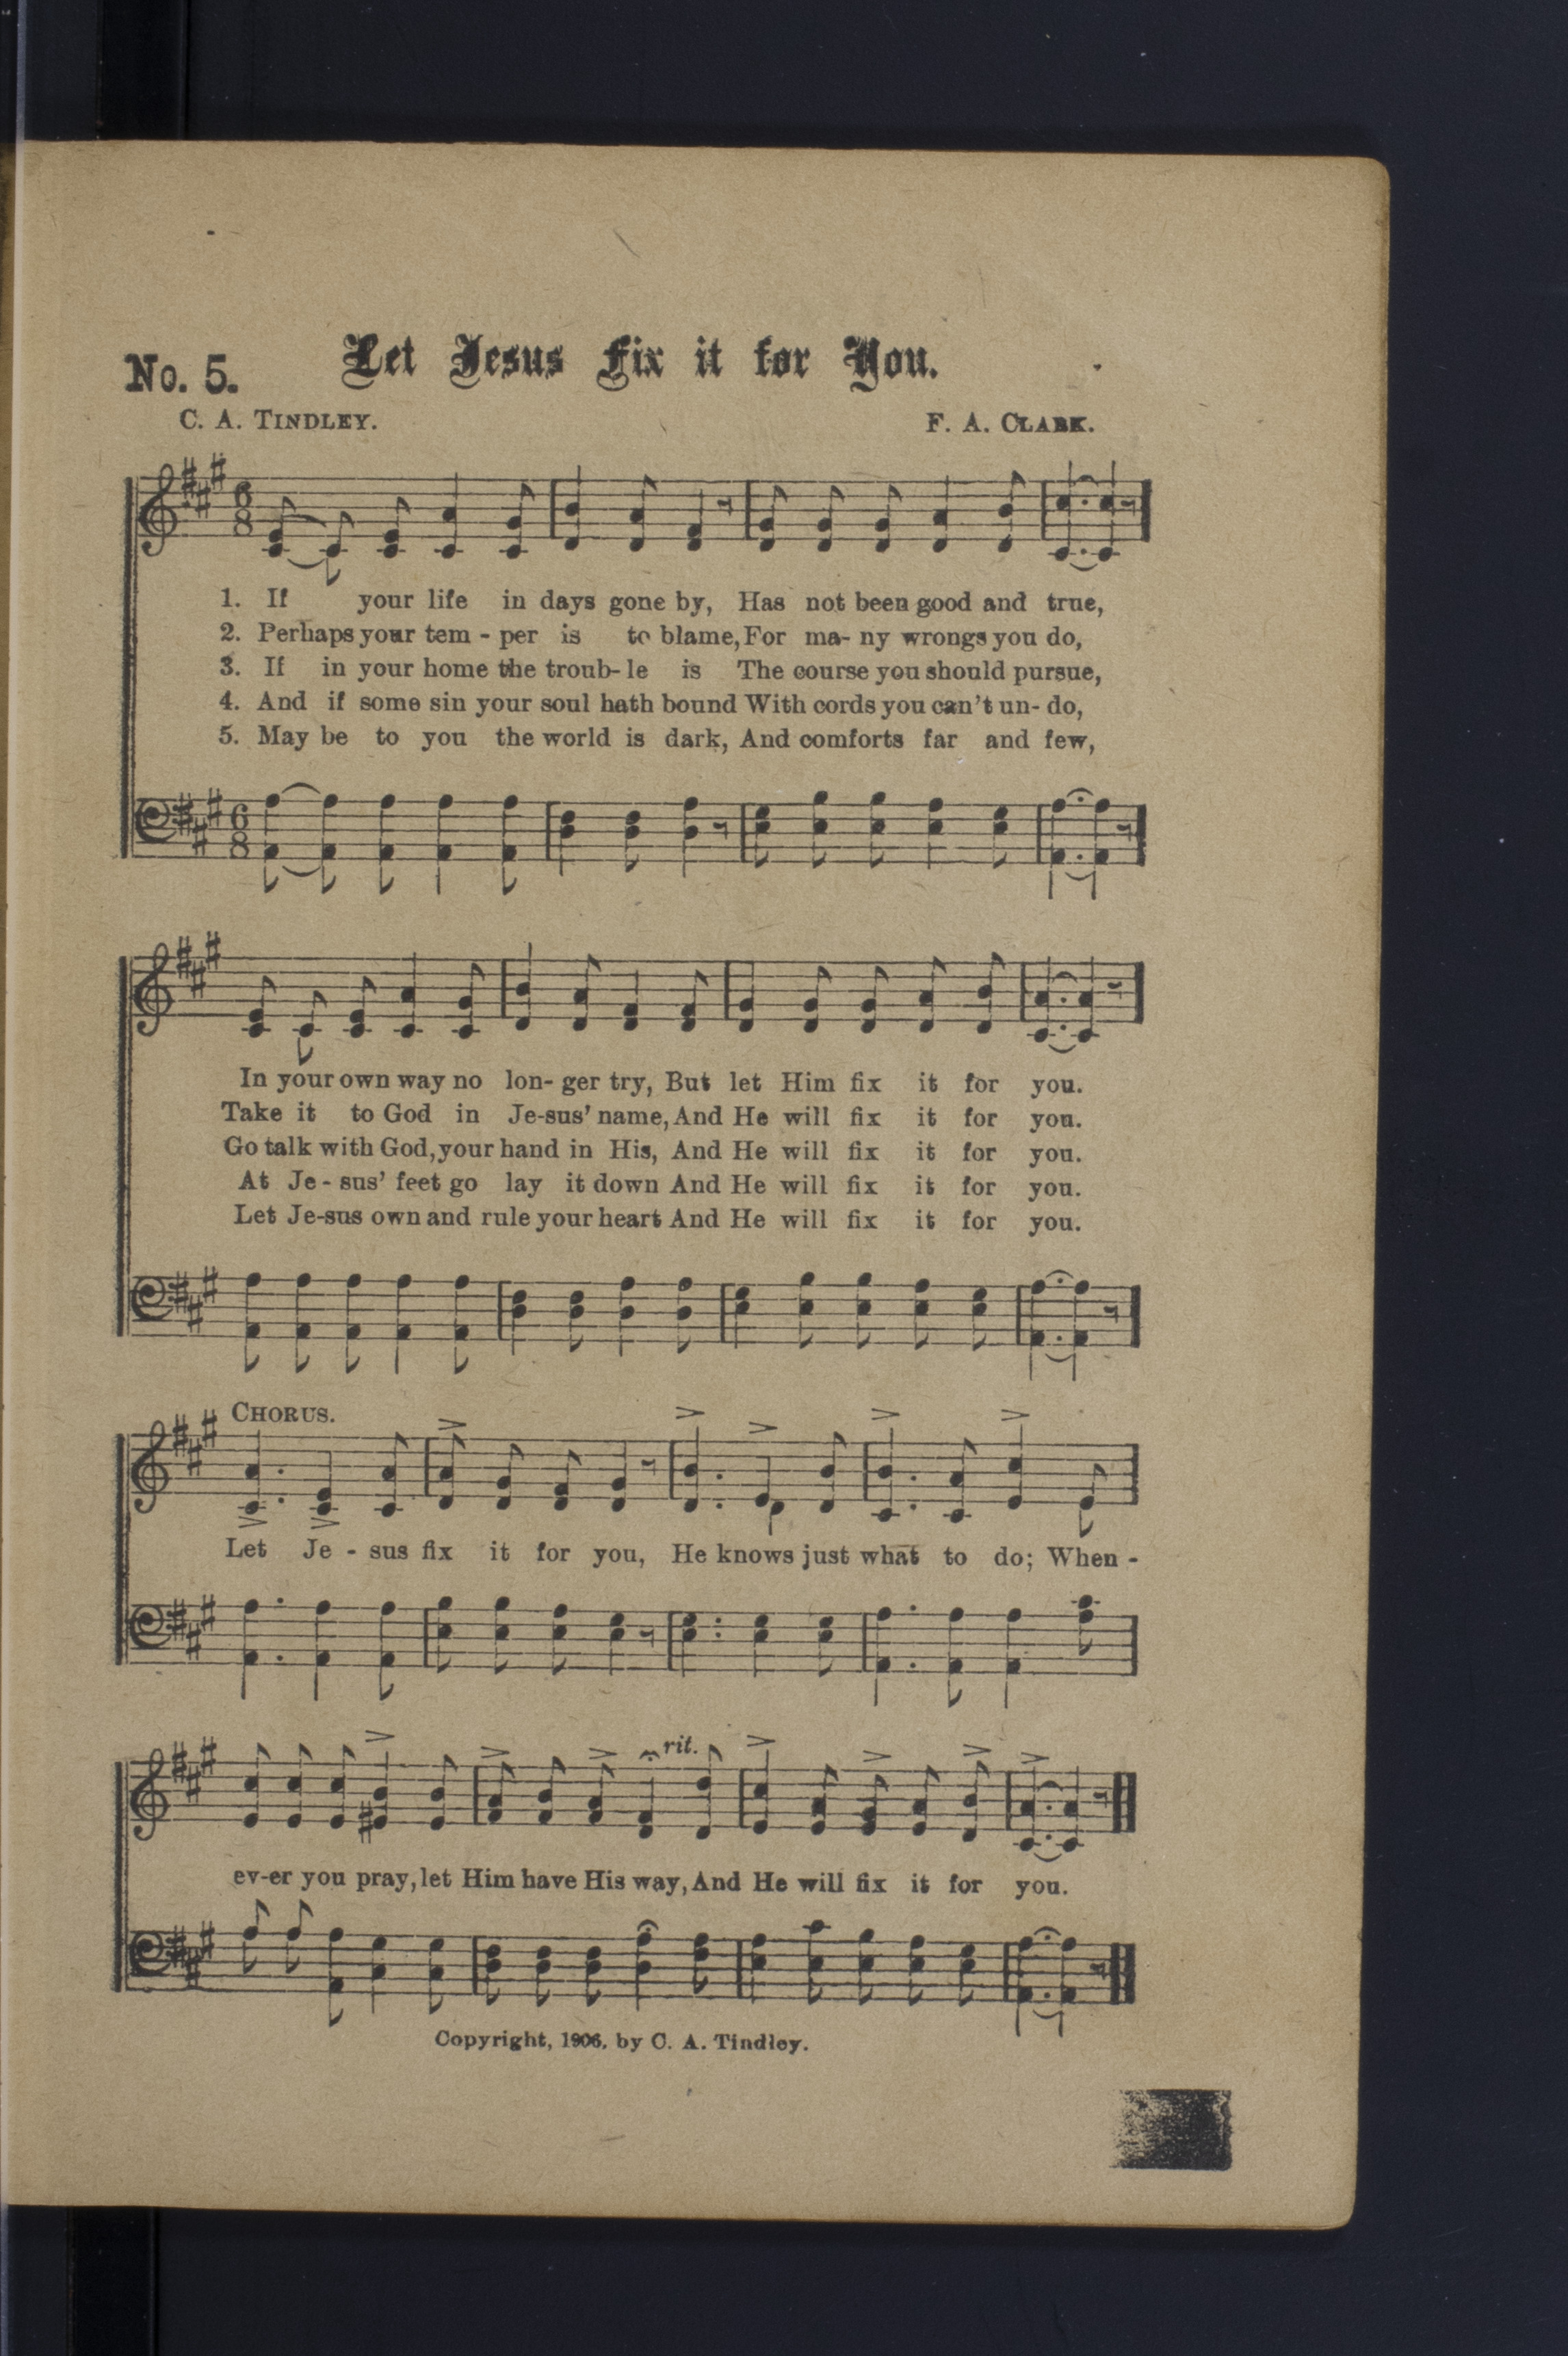 No. 5. Let Jesus Fix it for You.
C. A. TINDLEY. F. A. CLARK.
6
8
1. If your life in days gone by, Has not been good and true,
2. Perhaps your tem - per is to blame, For ma- ny wrongs you do,
3. If in your home the troub- le is The course you should pursue,
4. And if some sin your soul hath bound With cords you can't un- do,
5. May be to you the world is dark, And comforts far and few,
6
8
In your own way no lon- ger try, But let Him fix it for you.
Take it to God in Je-sus' name, And He will fix it for you.
Go talk with God, your hand in His, And He will fix it for you.
At Je - sus' feet go lay it down And He will fix it for you.
Let Je-sus own and rule your heart And He will fix it for you.
CHORUS.
Let Je - sus fix it for you, He knows just what to do; When -
rit.
ev-er you pray, let Him have His way, And He will fix it for you.
Copyright, 1906, by C. A. Tindley.